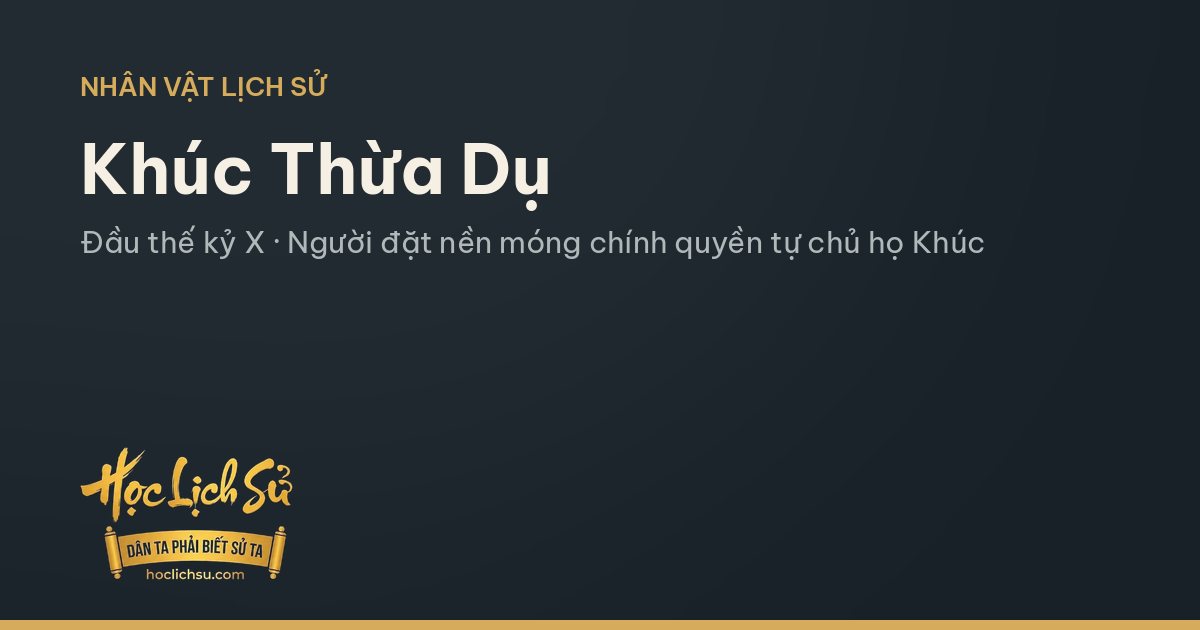 NHÂN VẬT LỊCH SỬ
Khúc Thừa Dụ
Đầu thế kỷ X · Người đặt nền móng chính quyền tự chủ họ Khúc
Học Lịch Sử
DÂN TA PHẢI BIẾT SỬ TA
hoclichsu.com